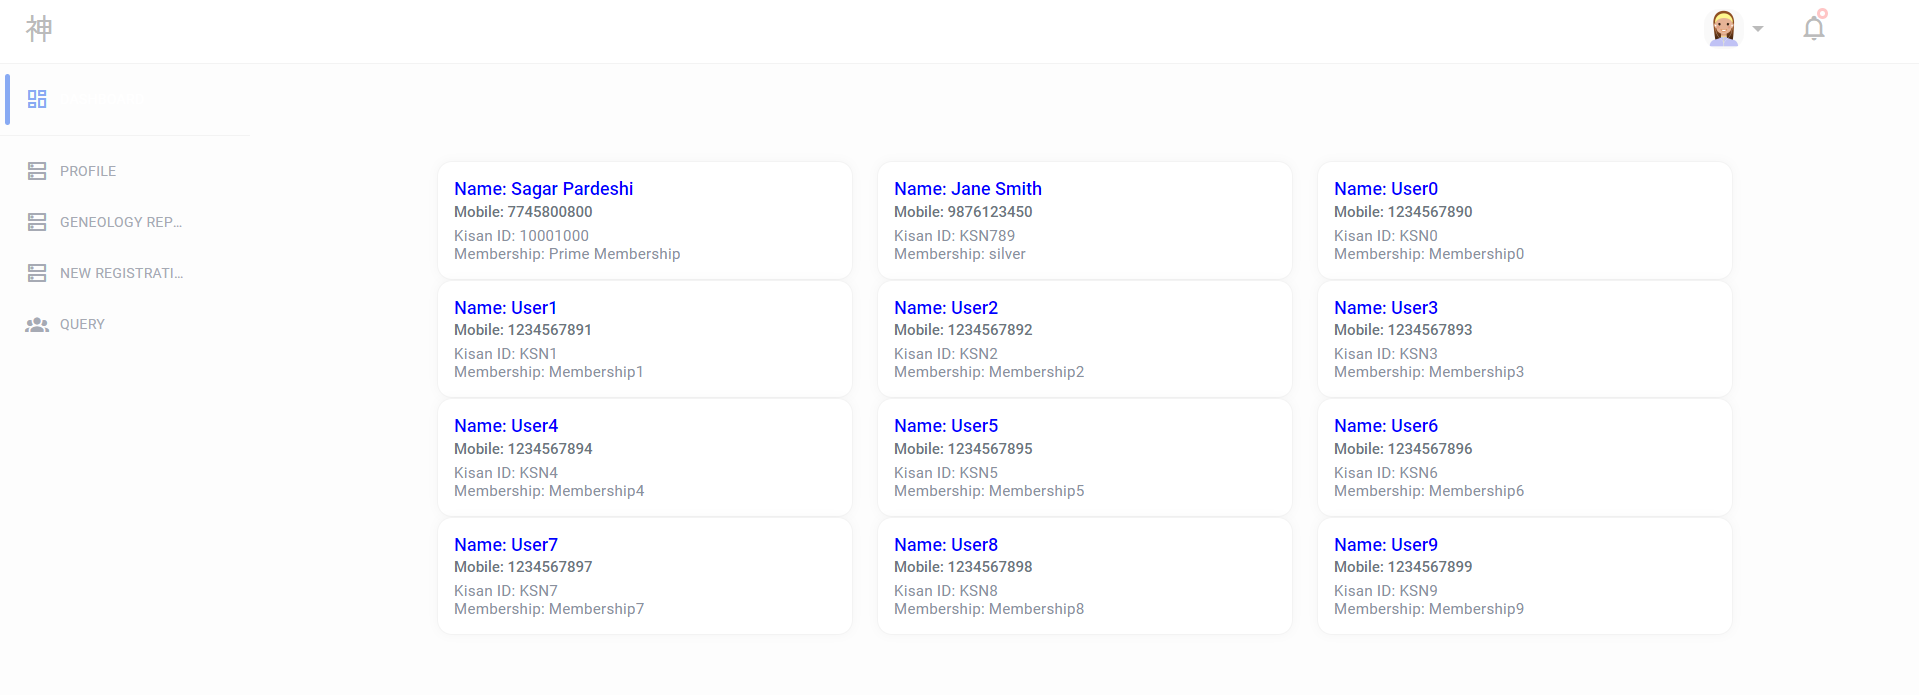 神
PROFILE
GENEOLOGY REP...
NEW REGISTRATI...
QUERY
Name: Sagar Pardeshi
Mobile: 7745800800
Kisan ID: 10001000
Membership: Prime Membership
Name: Jane Smith
Mobile: 9876123450
Kisan ID: KSN789
Membership: silver
Name: User0
Mobile: 1234567890
Kisan ID: KSN0
Membership: Membership0
Name: User1
Mobile: 1234567891
Kisan ID: KSN1
Membership: Membership1
Name: User2
Mobile: 1234567892
Kisan ID: KSN2
Membership: Membership2
Name: User3
Mobile: 1234567893
Kisan ID: KSN3
Membership: Membership3
Name: User4
Mobile: 1234567894
Kisan ID: KSN4
Membership: Membership4
Name: User5
Mobile: 1234567895
Kisan ID: KSN5
Membership: Membership5
Name: User6
Mobile: 1234567896
Kisan ID: KSN6
Membership: Membership6
Name: User7
Mobile: 1234567897
Kisan ID: KSN7
Membership: Membership7
Name: User8
Mobile: 1234567898
Kisan ID: KSN8
Membership: Membership8
Name: User9
Mobile: 1234567899
Kisan ID: KSN9
Membership: Membership9